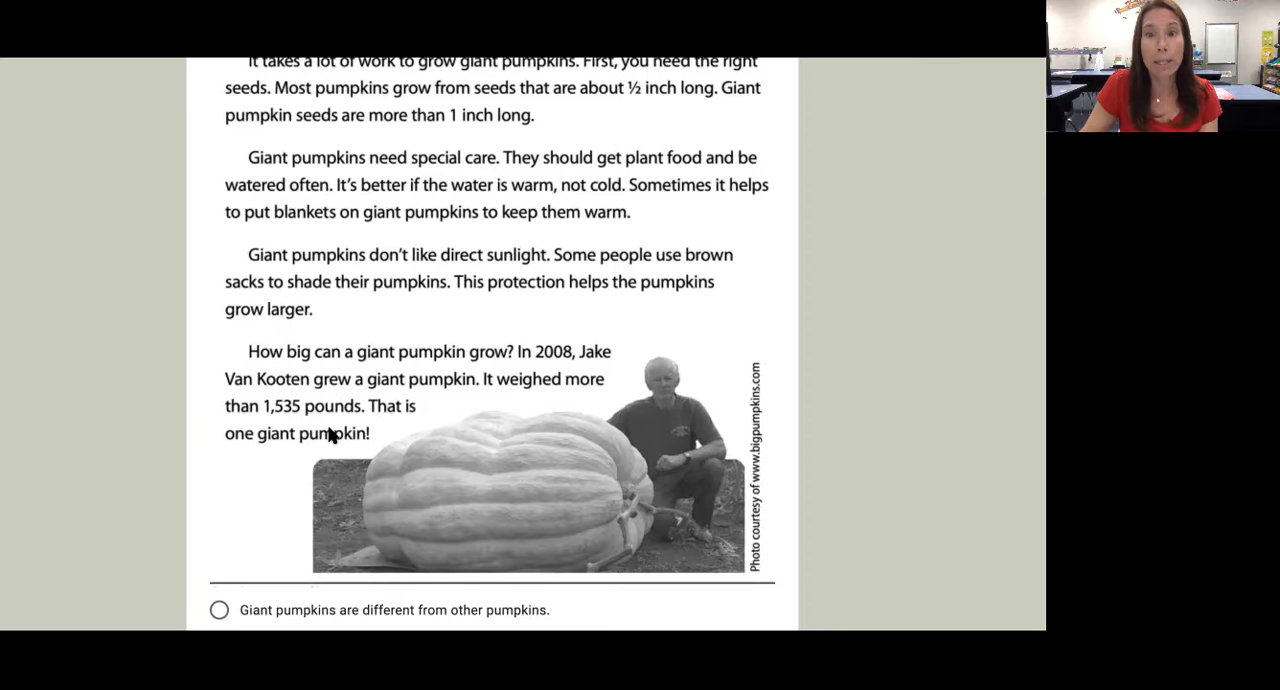 It takes a lot of work to grow giant pumpkins. First, you need the right
seeds. Most pumpkins grow from seeds that are about ½ inch long. Giant
pumpkin seeds are more than 1 inch long.
Giant pumpkins need special care. They should get plant food and be
watered often. It's better if the water is warm, not cold. Sometimes it helps
to put blankets on giant pumpkins to keep them warm.
Giant pumpkins don't like direct sunlight. Some people use brown
sacks to shade their pumpkins. This protection helps the pumpkins
grow larger.
How big can a giant pumpkin grow? In 2008, Jake
Van Kooten grew a giant pumpkin. It weighed more
than 1,535 pounds. That is
one giant pumpkin!
Photo courtesy of www.bigpumpkins.com
Giant pumpkins are different from other pumpkins.